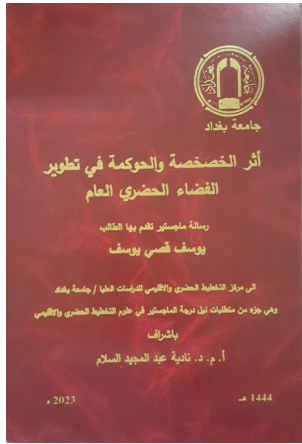 جامعة بغداد
أثر الخصخصة والحوكمة في تطوير
الفضاء الحضري العام
رسالة ماجستير تقدم بها الطالب
يوسف قصي يوسف
الى مركز التخطيط الحضري والاقليمي للدراسات العليا / جامعة بغداد
وهي جزء من متطلبات نيل درجة الماجستير في علوم التخطيط الحضري والاقليمي
بأشراف
أ. م. د. نادية عبد المجيد السلام
1444 هـ 2023 م